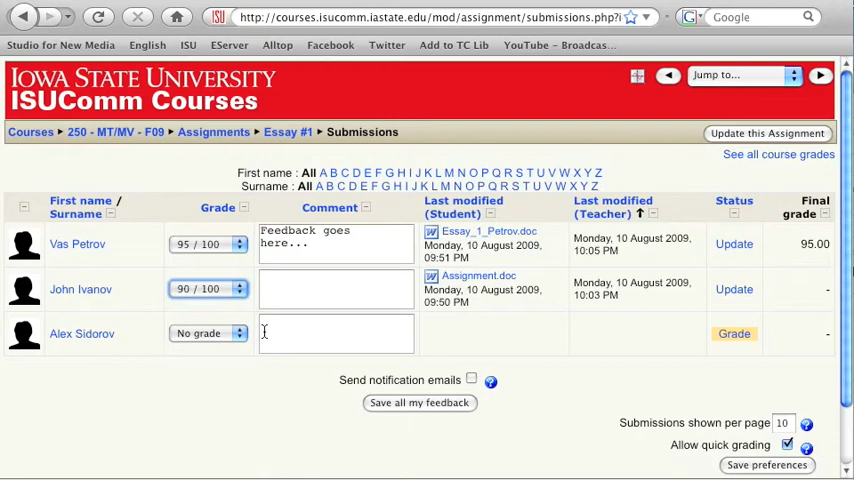 http://courses.isucomm.iastate.edu/mod/assignment/submissions.php?i
Google
Studio for New Media English ISU EServer Alltop Facebook Twitter Add to TC Lib YouTube – Broadcas...
IOWA STATE UNIVERSITY
ISUComm Courses
Jump to...
Courses ► 250 - MT/MV - F09 ► Assignments ► Essay #1 ► Submissions
Update this Assignment
See all course grades
First name : All A B C D E F G H I J K L M N O P Q R S T U V W X Y Z
Surname : All A B C D E F G H I J K L M N O P Q R S T U V W X Y Z
First name / Surname Grade Comment Last modified (Student) Last modified (Teacher) ↑ Status Final grade
Vas Petrov 95 / 100 Feedback goes here... Essay_1_Petrov.doc Monday, 10 August 2009, 09:51 PM Monday, 10 August 2009, 10:05 PM Update 95.00
John Ivanov 90 / 100 Assignment.doc Monday, 10 August 2009, 09:50 PM Monday, 10 August 2009, 10:03 PM Update -
Alex Sidorov No grade Grade -
Send notification emails
Save all my feedback
Submissions shown per page 10
Allow quick grading
Save preferences